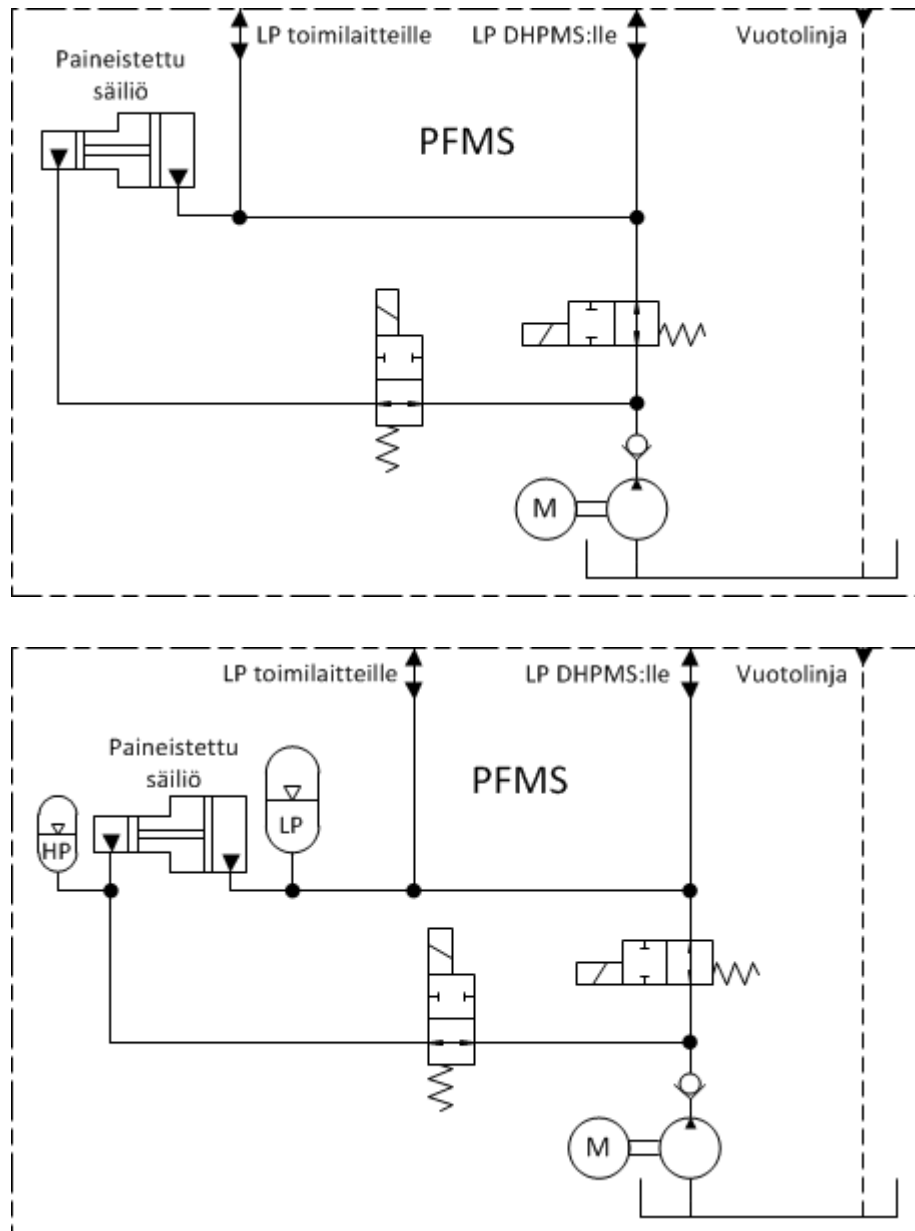 LP toimilaitteille
LP DHPMS:lle
Vuotolinja
Paineistettu
säiliö
PFMS
M
LP toimilaitteille
LP DHPMS:lle
Vuotolinja
Paineistettu
säiliö
PFMS
LP
HP
M